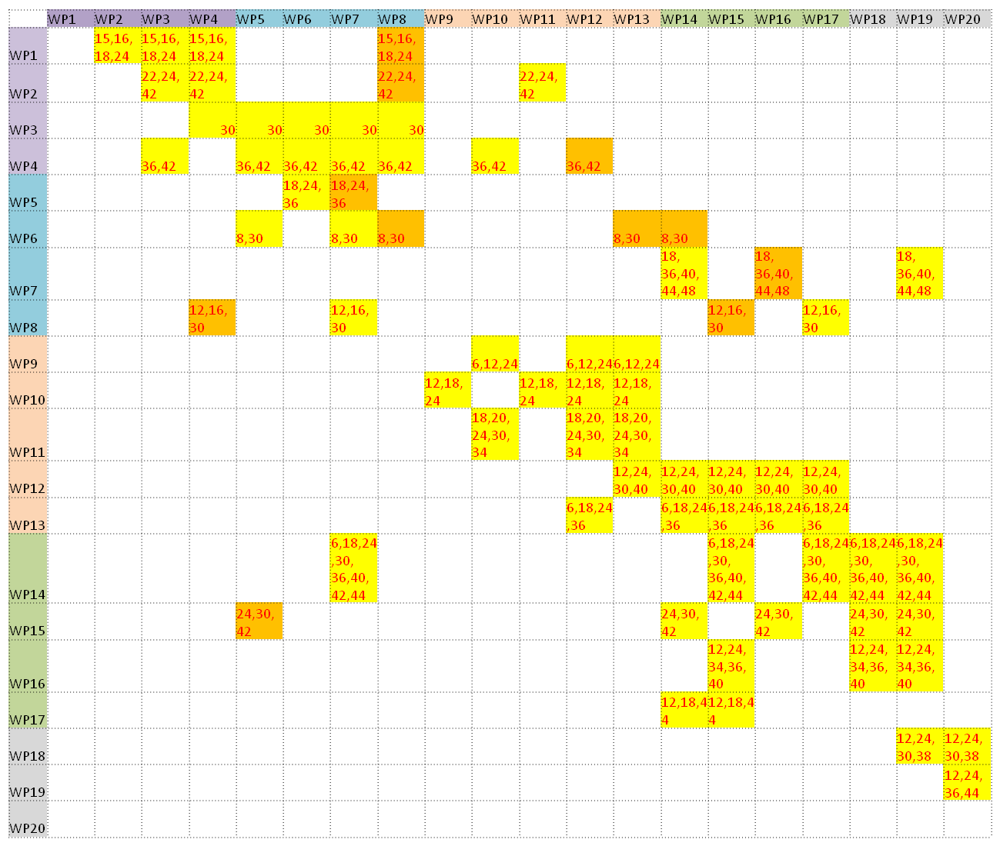 WP1 WP2 WP3 WP4 WP5 WP6 WP7 WP8 WP9 WP10 WP11 WP12 WP13 WP14 WP15 WP16 WP17 WP18 WP19 WP20
15,16, 15,16, 15,16, 15,16,
WP1 18,24 18,24 18,24 18,24
22,24, 22,24, 22,24, 22,24,
WP2 42 42 42 42
WP3 30 30 30 30 30
WP4 36,42 36,42 36,42 36,42 36,42 36,42 36,42
18,24, 18,24,
WP5 36 36
WP6 8,30 8,30 8,30 8,30 8,30
18, 18, 18,
36,40, 36,40, 36,40,
WP7 44,48 44,48 44,48
12,16, 12,16, 12,16, 12,16,
WP8 30 30 30 30
WP9 6,12,24 6,12,24 6,12,24
12,18, 12,18, 12,18, 12,18,
WP10 24 24 24 24
18,20, 18,20, 18,20,
24,30, 24,30, 24,30,
WP11 34 34 34
12,24, 12,24, 12,24, 12,24, 12,24,
WP12 30,40 30,40 30,40 30,40 30,40
6,18,24 6,18,24 6,18,24 6,18,24 6,18,24
WP13 ,36 ,36 ,36 ,36 ,36
6,18,24 6,18,24 6,18,24 6,18,24 6,18,24
,30, ,30, ,30, ,30, ,30,
36,40, 36,40, 36,40, 36,40, 36,40,
WP14 42,44 42,44 42,44 42,44 42,44
24,30, 24,30, 24,30, 24,30, 24,30,
WP15 42 42 42 42 42
12,24, 12,24, 12,24,
34,36, 34,36, 34,36,
WP16 40 40 40
12,18,4 12,18,4
WP17 4 4
12,24, 12,24,
WP18 30,38 30,38
12,24,
WP19 36,44
WP20